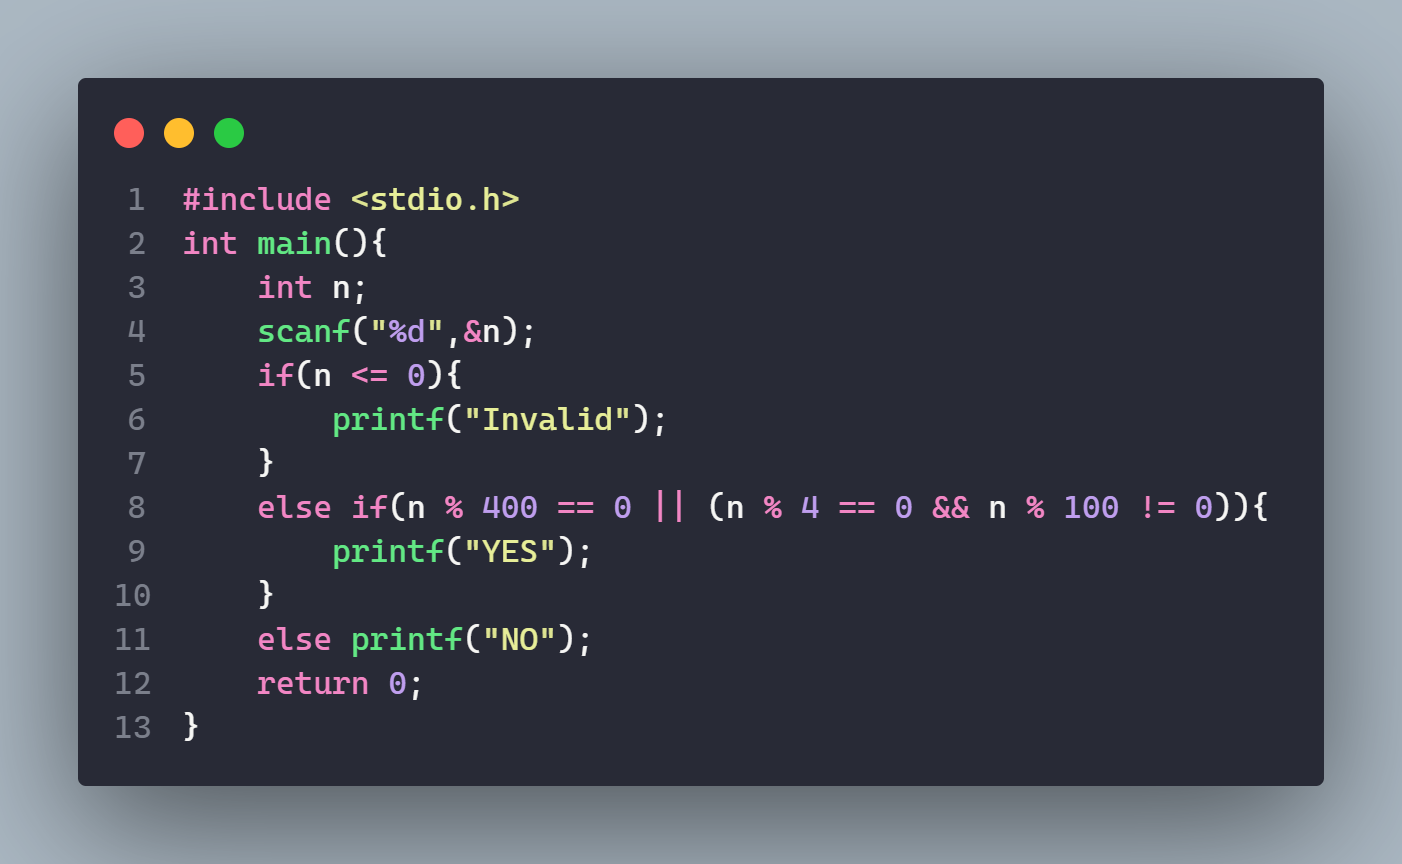 1 #include <stdio.h>
2 int main(){
3     int n;
4     scanf("%d",&n);
5     if(n <= 0){
6         printf("Invalid");
7     }
8     else if(n % 400 == 0 || (n % 4 == 0 && n % 100 != 0)){
9         printf("YES");
10     }
11     else printf("NO");
12     return 0;
13 }